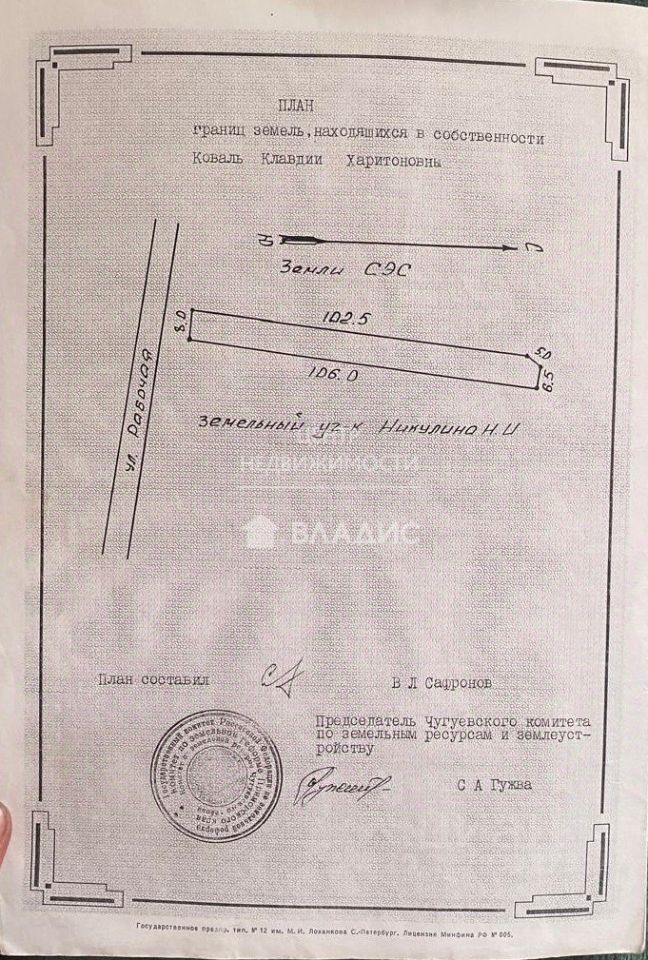 ПЛАН
границ земель, находящихся в собственности
Коваль Клавдии Харитоновны
Ю С
Земли СЭС
8.0
102.5
5.0
6.5
106.0
ул. Рабочая
Земельный уч-к Никулина Н.И
ЦЕНТР
НЕДВИЖИМОСТИ
ВЛАДИС
План составил В Л Сафронов
Председатель Чугуевского комитета
по земельным ресурсам и землеуст-
ройству
С А Гужва
Государственное предпр. тип. № 12 им. М. И. Лоханкова С.-Петербург. Лицензия Минфина РФ № 005.